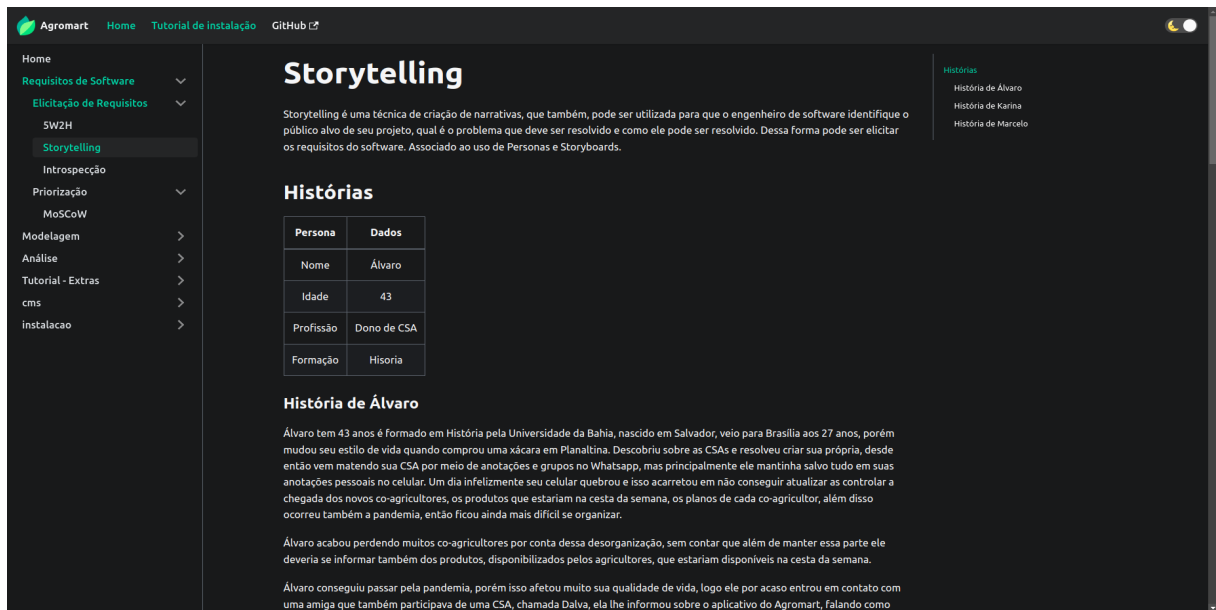 Agromart Home Tutorial de instalação GitHub
Home
Requisitos de Software
Elicitação de Requisitos
5W2H
Storytelling
Introspecção
Priorização
MoSCoW
Modelagem
Análise
Tutorial - Extras
cms
instalacao
Storytelling
Storytelling é uma técnica de criação de narrativas, que também, pode ser utilizada para que o engenheiro de software identifique o
público alvo de seu projeto, qual é o problema que deve ser resolvido e como ele pode ser resolvido. Dessa forma pode ser elicitar
os requisitos do software. Associado ao uso de Personas e Storyboards.
Histórias
Persona Dados
Nome Álvaro
Idade 43
Profissão Dono de CSA
Formação Hisoria
História de Álvaro
Álvaro tem 43 anos é formado em História pela Universidade da Bahia, nascido em Salvador, veio para Brasília aos 27 anos, porém
mudou seu estilo de vida quando comprou uma xácara em Planaltina. Descobriu sobre as CSAs e resolveu criar sua própria, desde
então vem matendo sua CSA por meio de anotações e grupos no Whatsapp, mas principalmente ele mantinha salvo tudo em suas
anotações pessoais no celular. Um dia infelizmente seu celular quebrou e isso acarretou em não conseguir atualizar as controlar a
chegada dos novos co-agricultores, os produtos que estariam na cesta da semana, os planos de cada co-agricultor, além disso
ocorreu também a pandemia, então ficou ainda mais difícil se organizar.
Álvaro acabou perdendo muitos co-agricultores por conta dessa desorganização, sem contar que além de manter essa parte ele
deveria se informar também dos produtos, disponibilizados pelos agricultores, que estariam disponíveis na cesta da semana.
Álvaro conseguiu passar pela pandemia, porém isso afetou muito sua qualidade de vida, logo ele por acaso entrou em contato com
uma amiga que também participava de uma CSA, chamada Dalva, ela lhe informou sobre o aplicativo do Agromart, falando como
Histórias
História de Álvaro
História de Karina
História de Marcelo